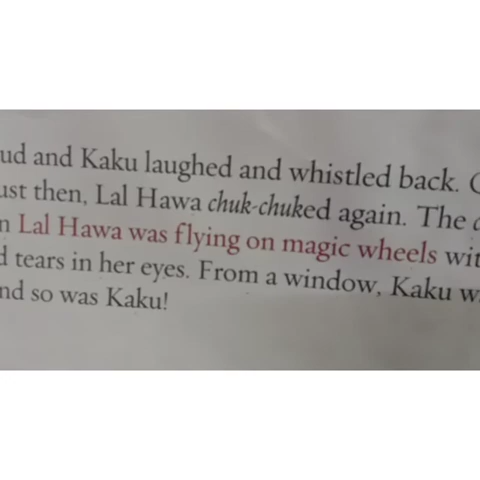 ud and Kaku laughed and whistled back.
ust then, Lal Hawa chuk-chuked again. The
n Lal Hawa was flying on magic wheels wit
d tears in her eyes. From a window, Kaku w
nd so was Kaku!